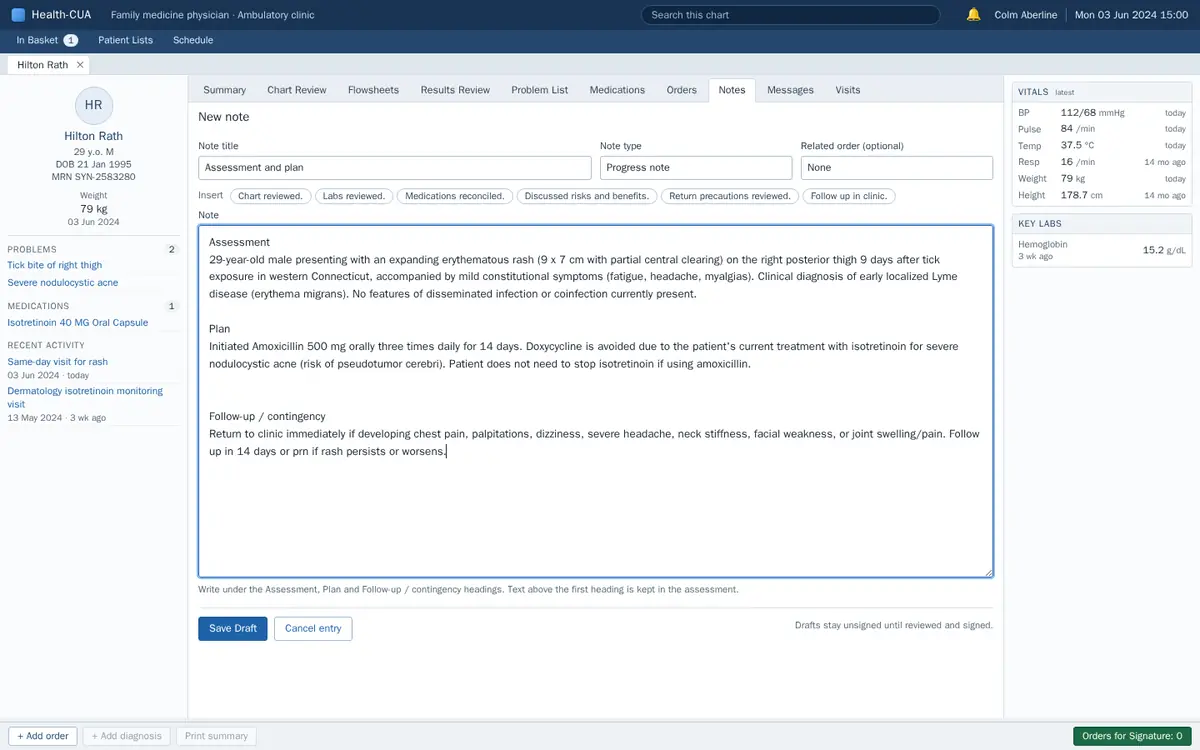 Health-CUA
Family medicine physician · Ambulatory clinic
Search this chart
Colm Aberline
Mon 03 Jun 2024 15:00
In Basket 1
Patient Lists
Schedule
Hilton Rath ×
HR
Hilton Rath
29 y.o. M
DOB 21 Jan 1995
MRN SYN-2583280
Weight
79 kg
03 Jun 2024
PROBLEMS 2
Tick bite of right thigh
Severe nodulocystic acne
MEDICATIONS 1
Isotretinoin 40 MG Oral Capsule
RECENT ACTIVITY
Same-day visit for rash
03 Jun 2024 · today
Dermatology isotretinoin monitoring
visit
13 May 2024 · 3 wk ago
Summary
Chart Review
Flowsheets
Results Review
Problem List
Medications
Orders
Notes
Messages
Visits
New note
Note title
Assessment and plan
Note type
Progress note
Related order (optional)
None
Insert
Chart reviewed.
Labs reviewed.
Medications reconciled.
Discussed risks and benefits.
Return precautions reviewed.
Follow up in clinic.
Note
Assessment
29-year-old male presenting with an expanding erythematous rash (9 x 7 cm with partial central clearing) on the right posterior thigh 9 days after tick
exposure in western Connecticut, accompanied by mild constitutional symptoms (fatigue, headache, myalgias). Clinical diagnosis of early localized Lyme
disease (erythema migrans). No features of disseminated infection or coinfection currently present.
Plan
Initiated Amoxicillin 500 mg orally three times daily for 14 days. Doxycycline is avoided due to the patient's current treatment with isotretinoin for severe
nodulocystic acne (risk of pseudotumor cerebri). Patient does not need to stop isotretinoin if using amoxicillin.
Follow-up / contingency
Return to clinic immediately if developing chest pain, palpitations, dizziness, severe headache, neck stiffness, facial weakness, or joint swelling/pain. Follow
up in 14 days or prn if rash persists or worsens.
Write under the Assessment, Plan and Follow-up / contingency headings. Text above the first heading is kept in the assessment.
Save Draft
Cancel entry
Drafts stay unsigned until reviewed and signed.
VITALS latest
BP 112/68 mmHg today
Pulse 84 /min today
Temp 37.5 °C today
Resp 16 /min 14 mo ago
Weight 79 kg today
Height 178.7 cm 14 mo ago
KEY LABS
Hemoglobin
3 wk ago
15.2 g/dL
+ Add order
+ Add diagnosis
Print summary
Orders for Signature: 0